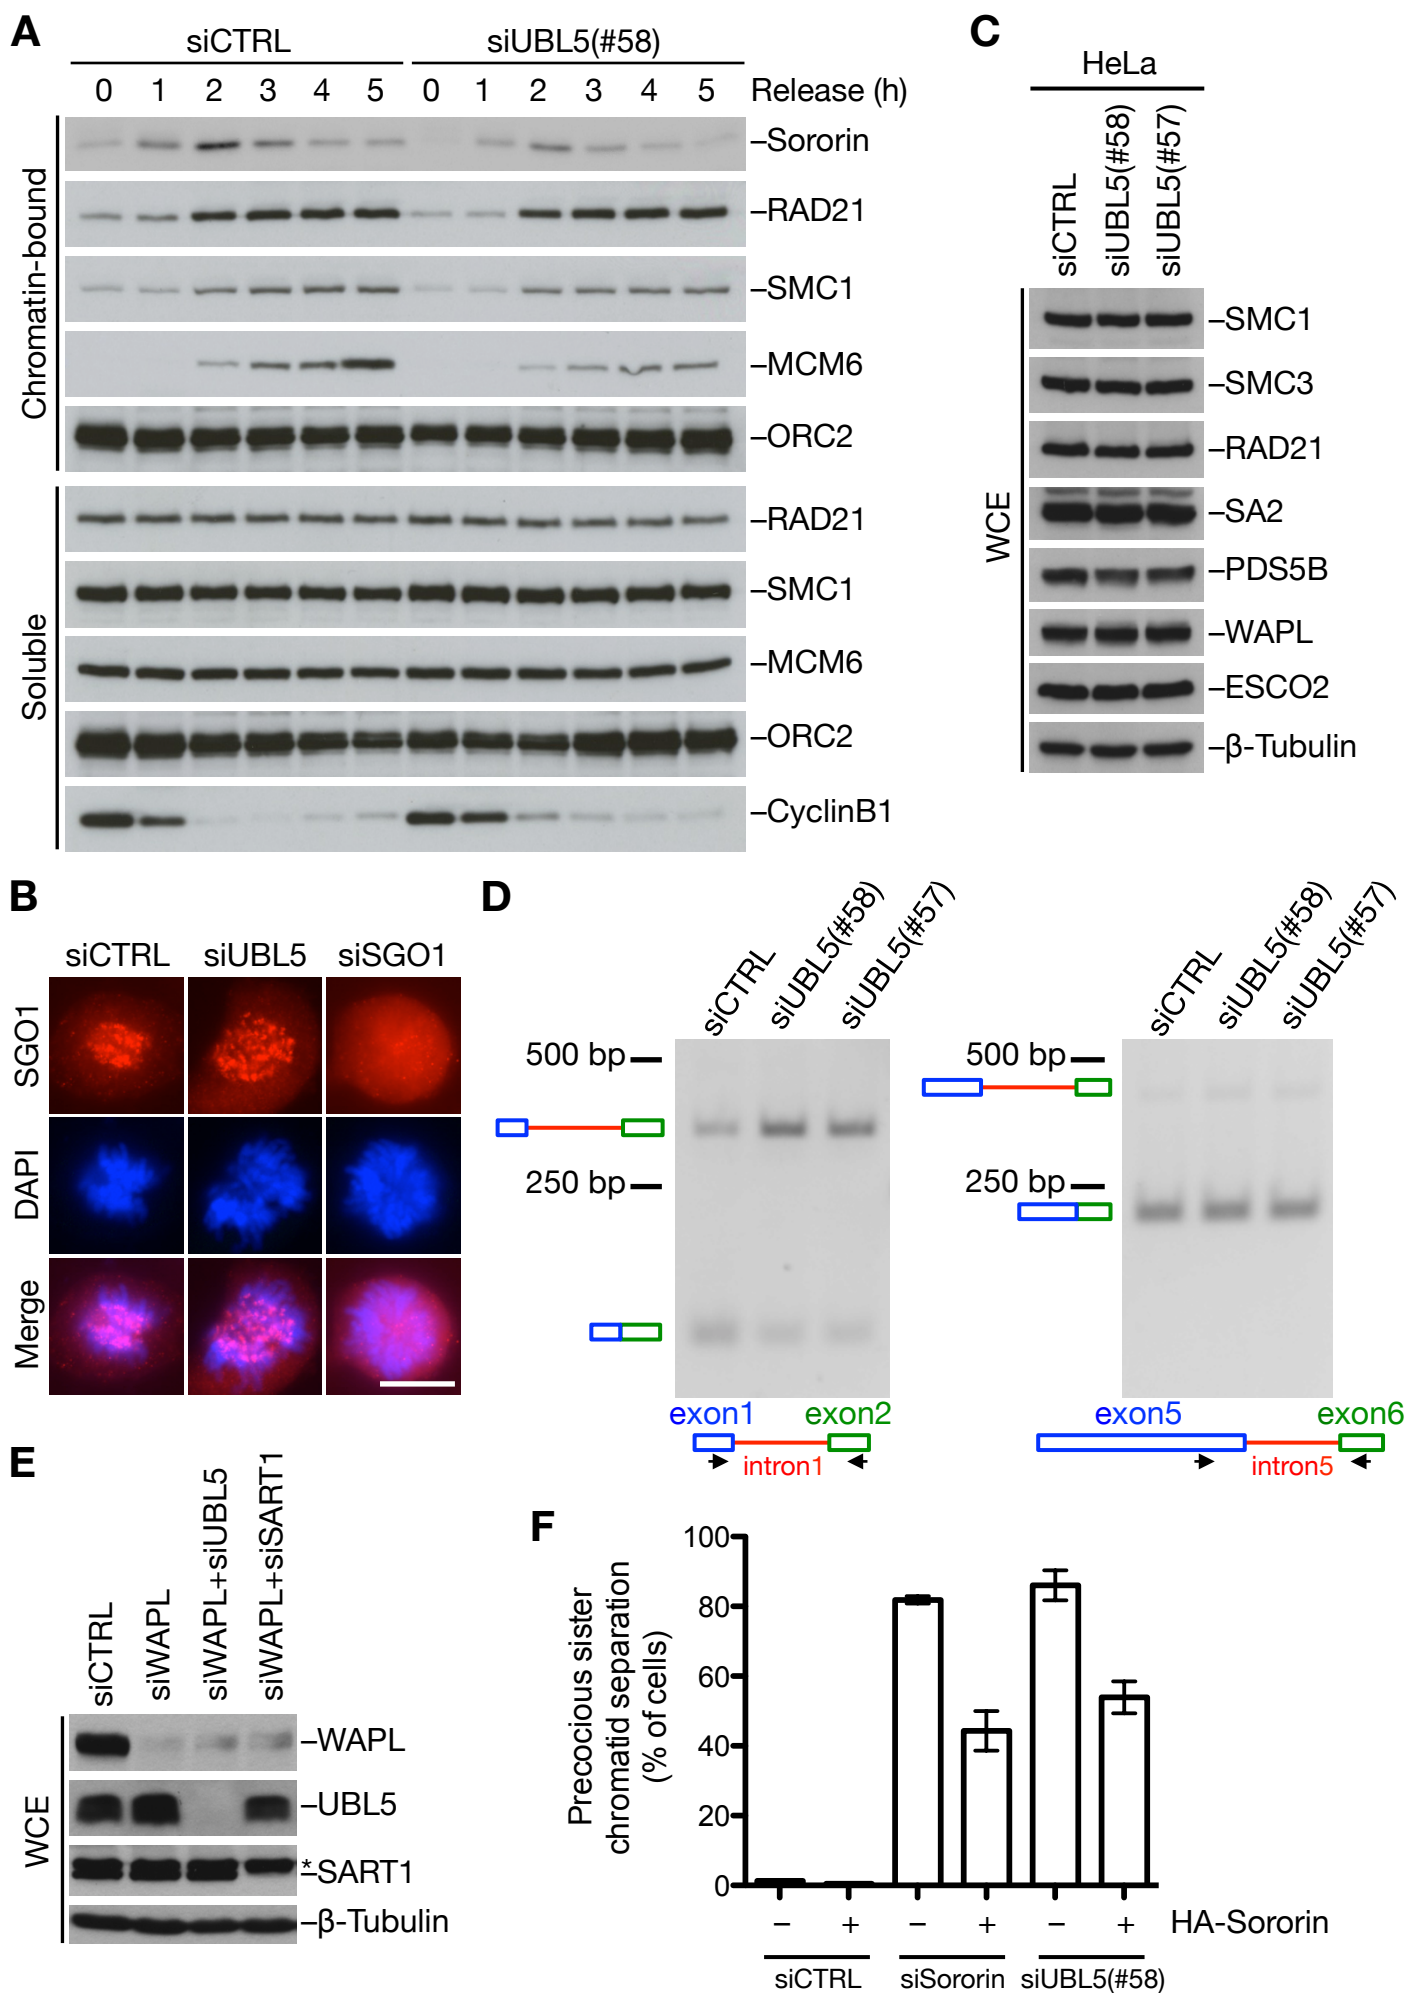 A
siCTRL siUBL5(#58)
0 1 2 3 4 5 0 1 2 3 4 5 Release (h)
Chromatin-bound
–Sororin
–RAD21
–SMC1
–MCM6
–ORC2
Soluble
–RAD21
–SMC1
–MCM6
–ORC2
–CyclinB1
C
HeLa
siCTRL
siUBL5(#58)
siUBL5(#57)
WCE
–SMC1
–SMC3
–RAD21
–SA2
–PDS5B
–WAPL
–ESCO2
–β-Tubulin
B
siCTRL siUBL5 siSGO1
SGO1
DAPI
Merge
D
siCTRL
siUBL5(#58)
siUBL5(#57)
500 bp
250 bp
exon1 exon2
intron1
siCTRL
siUBL5(#58)
siUBL5(#57)
500 bp
250 bp
exon5 exon6
intron5
E
siCTRL
siWAPL
siWAPL+siUBL5
siWAPL+siSART1
WCE
–WAPL
–UBL5
*
–SART1
–β-Tubulin
F
Precocious sister
chromatid separation
(% of cells)
100
80
60
40
20
0
– + – + – + HA-Sororin
siCTRL siSororin siUBL5(#58)